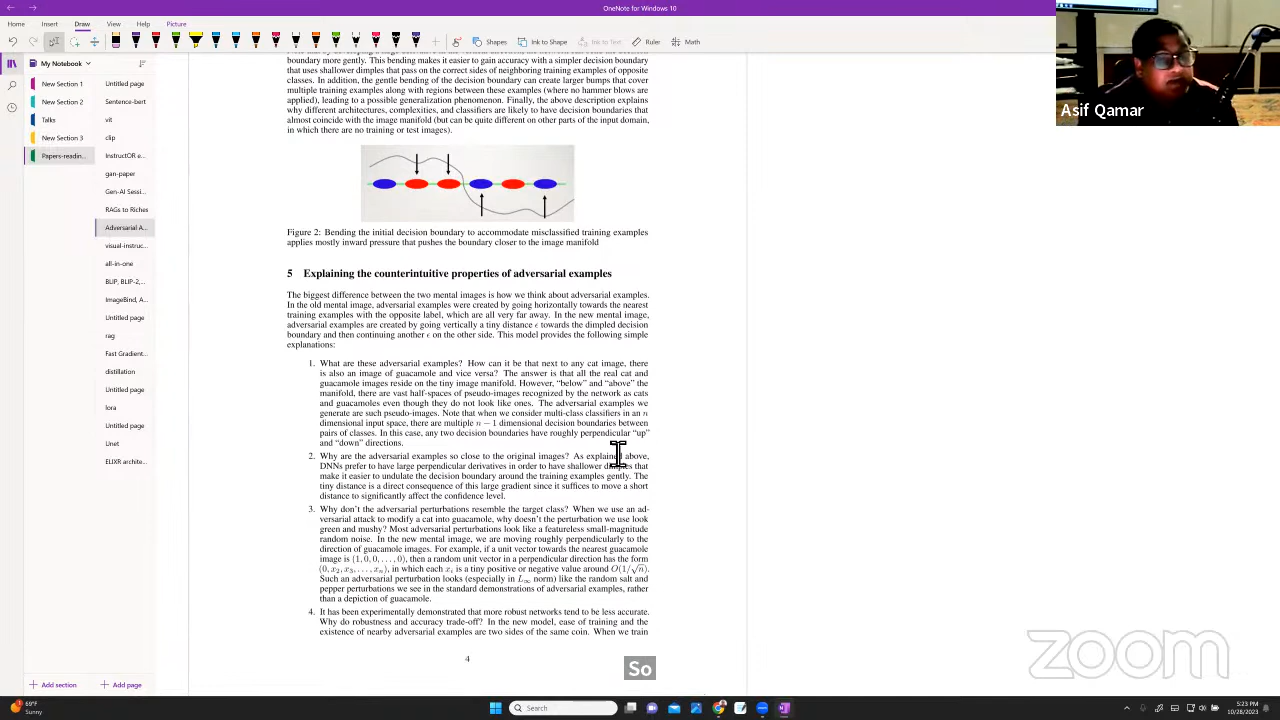 OneNote for Windows 10
Home Insert Draw View Help Picture
Shapes Ink to Shape Ink to Text Ruler Math
My Notebook
New Section 1
New Section 2
Talks
New Section 3
Papers-readin...
Untitled page
Sentence-bert
vit
clip
InstructOR e...
gan-paper
Gen-AI Sessi...
RAGs to Riches
Adversarial A...
visual-instruc...
all-in-one
BLIP, BLIP-2,...
ImageBind, A...
Untitled page
rag
Fast Gradient...
distillation
Untitled page
lora
Untitled page
Unet
ELIXR archite...
Add section
Add page
boundary more gently. This bending makes it easier to gain accuracy with a simpler decision boundary
that uses shallower dimples that pass on the correct sides of neighboring training examples of opposite
classes. In addition, the gentle bending of the decision boundary can create larger bumps that cover
multiple training examples along with regions between these examples (where no hammer blows are
applied), leading to a possible generalization phenomenon. Finally, the above description explains
why different architectures, complexities, and classifiers are likely to have decision boundaries that
almost coincide with the image manifold (but can be quite different on other parts of the input domain,
in which there are no training or test images).
Figure 2: Bending the initial decision boundary to accommodate misclassified training examples
applies mostly inward pressure that pushes the boundary closer to the image manifold
5 Explaining the counterintuitive properties of adversarial examples
The biggest difference between the two mental images is how we think about adversarial examples.
In the old mental image, adversarial examples were created by going horizontally towards the nearest
training examples with the opposite label, which are all very far away. In the new mental image,
adversarial examples are created by going vertically a tiny distance ϵ towards the dimpled decision
boundary and then continuing another ϵ on the other side. This model provides the following simple
explanations:
1. What are these adversarial examples? How can it be that next to any cat image, there
is also an image of guacamole and vice versa? The answer is that all the real cat and
guacamole images reside on the tiny image manifold. However, "below" and "above" the
manifold, there are vast half-spaces of pseudo-images recognized by the network as cats
and guacamoles even though they do not look like ones. The adversarial examples we
generate are such pseudo-images. Note that when we consider multi-class classifiers in an n
dimensional input space, there are multiple n − 1 dimensional decision boundaries between
pairs of classes. In this case, any two decision boundaries have roughly perpendicular "up"
and "down" directions.
2. Why are the adversarial examples so close to the original images? As explained above,
DNNs prefer to have large perpendicular derivatives in order to have shallower dimples that
make it easier to undulate the decision boundary around the training examples gently. The
tiny distance is a direct consequence of this large gradient since it suffices to move a short
distance to significantly affect the confidence level.
3. Why don't the adversarial perturbations resemble the target class? When we use an ad-
versarial attack to modify a cat into guacamole, why doesn't the perturbation we use look
green and mushy? Most adversarial perturbations look like a featureless small-magnitude
random noise. In the new mental image, we are moving roughly perpendicularly to the
direction of guacamole images. For example, if a unit vector towards the nearest guacamole
image is (1, 0, 0, . . . , 0), then a random unit vector in a perpendicular direction has the form
(0, x₂, x₃, . . . , xₙ), in which each xᵢ is a tiny positive or negative value around O(1/√n).
Such an adversarial perturbation looks (especially in L∞ norm) like the random salt and
pepper perturbations we see in the standard demonstrations of adversarial examples, rather
than a depiction of guacamole.
4. It has been experimentally demonstrated that more robust networks tend to be less accurate.
Why do robustness and accuracy trade-off? In the new model, ease of training and the
existence of nearby adversarial examples are two sides of the same coin. When we train
4
So
Asif Qamar
zoom
69°F
Sunny
Search
5:23 PM
10/28/2023